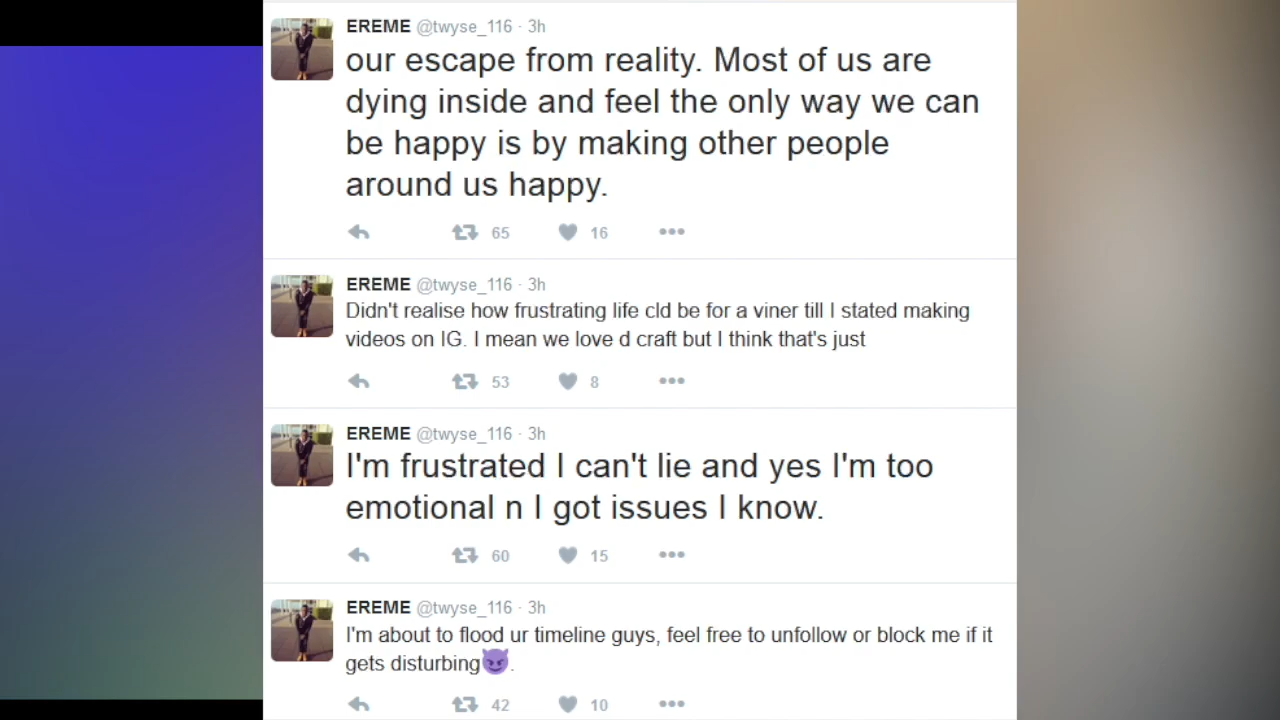 EREME @twyse_116 · 3h
our escape from reality. Most of us are
dying inside and feel the only way we can
be happy is by making other people
around us happy.
65 16
EREME @twyse_116 · 3h
Didn't realise how frustrating life cld be for a viner till I stated making
videos on IG. I mean we love d craft but I think that's just
53 8
EREME @twyse_116 · 3h
I'm frustrated I can't lie and yes I'm too
emotional n I got issues I know.
60 15
EREME @twyse_116 · 3h
I'm about to flood ur timeline guys, feel free to unfollow or block me if it
gets disturbing😈.
42 10